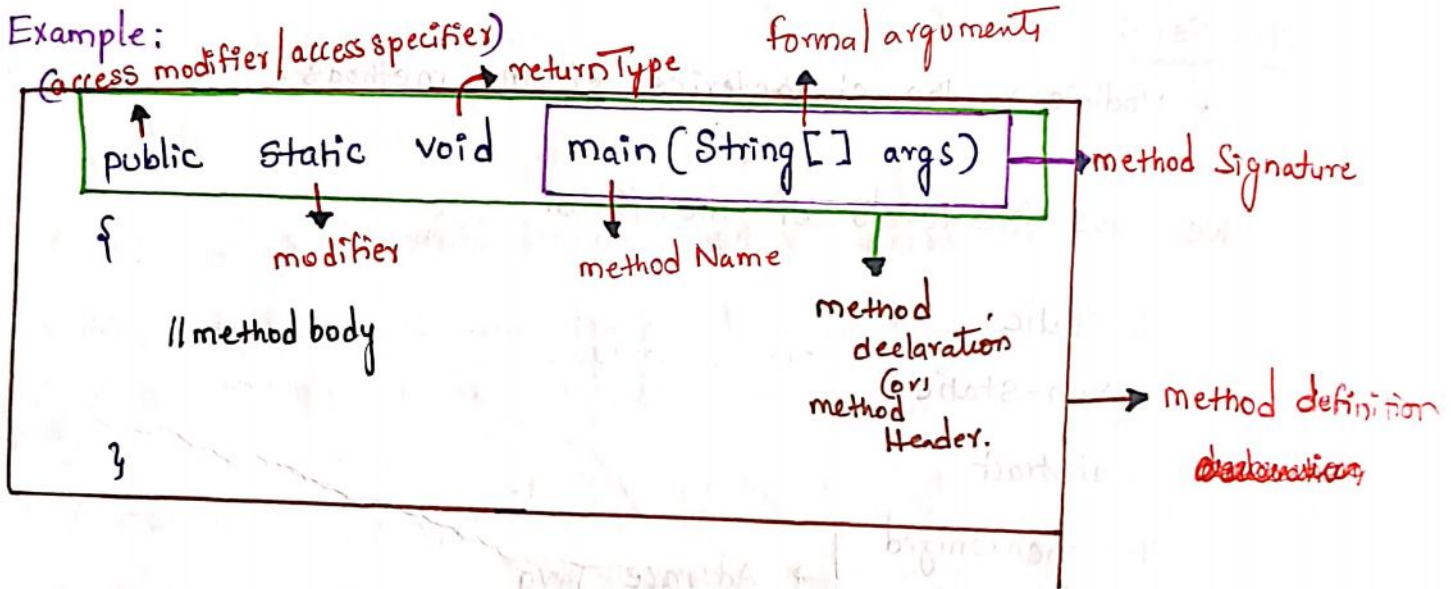 Example:
(access modifier/access specifier)
returnType
formal arguments
public static void main(String[] args)
method Signature
{
modifier
method Name
//method body
method
declaration
(or)
method
Header.
method definition
}